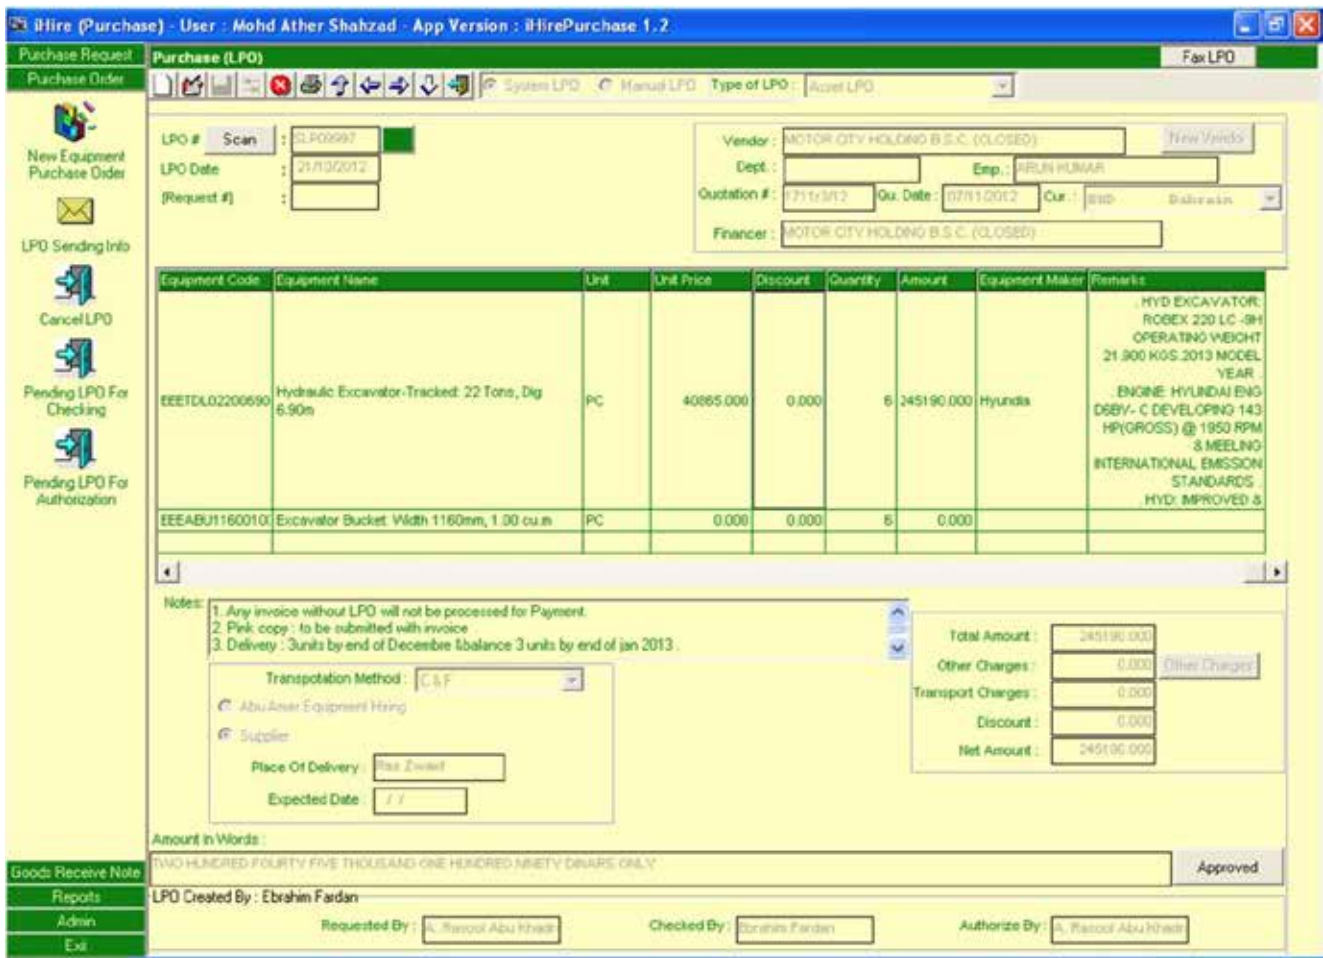 iHire (Purchase) - User : Mohd Ather Shahzad - App Version : iHirePurchase 1.2
Purchase Request
Purchase Order
New Equipment
Purchase Order
LPO Sending Info
Cancel LPO
Pending LPO For
Checking
Pending LPO For
Authorization
Goods Receive Note
Reports
Admin
Exit
Purchase (LPO)
Fax LPO
System LPO Manual LPO Type of LPO : Asset LPO
LPO # Scan : SLPO9997
LPO Date : 21/10/2012
[Request #] :
Vendor : MOTOR CITY HOLDING B.S.C. (CLOSED) New Vendor
Dept. : Emp. : ARUN KUMAR
Quotation # : Qu. Date : 07/11/2012 Cur. : BHD Bahrain
Financer : MOTOR CITY HOLDING B.S.C. (CLOSED)
Equipment Code Equipment Name Unit Unit Price Discount Quantity Amount Equipment Maker Remarks
EEETDL02200690 Hydraulic Excavator-Tracked: 22 Tons, Dig
6.90m
PC 40865.000 0.000 6 245190.000 Hyundia
. HYD EXCAVATOR:
ROBEX 220 LC -9H
OPERATING WEIGHT
21.900 KGS.2013 MODEL
YEAR .
. ENGINE: HYUNDAI ENG
D6BV- C DEVELOPING 143
HP(GROSS) @ 1950 RPM
& MEELING
INTERNATIONAL EMISSION
STANDARDS .
. HYD: IMPROVED &
EEEABU1160010 Excavator Bucket: Width 1160mm, 1.00 cu.m PC 0.000 0.000 6 0.000
Notes:
1. Any invoice without LPO will not be processed for Payment.
2. Pink copy : to be submitted with invoice
3. Delivery : 3units by end of Decembre &balance 3 units by end of jan 2013 .
Transpotation Method : C & F
Abu Amer Equipment Hiring
Supplier
Place Of Delivery : Ras Zwaid
Expected Date : / /
Total Amount : 245190.000
Other Charges : 0.000 Other Charges
Transport Charges : 0.000
Discount : 0.000
Net Amount : 245190.000
Amount in Words :
TWO HUNDRED FOURTY FIVE THOUSAND ONE HUNDRED NINETY DINARS ONLY
Approved
LPO Created By : Ebrahim Fardan
Requested By : A. Rasool Abu Khadr Checked By : Ebrahim Fardan Authorize By : A. Rasool Abu Khadr